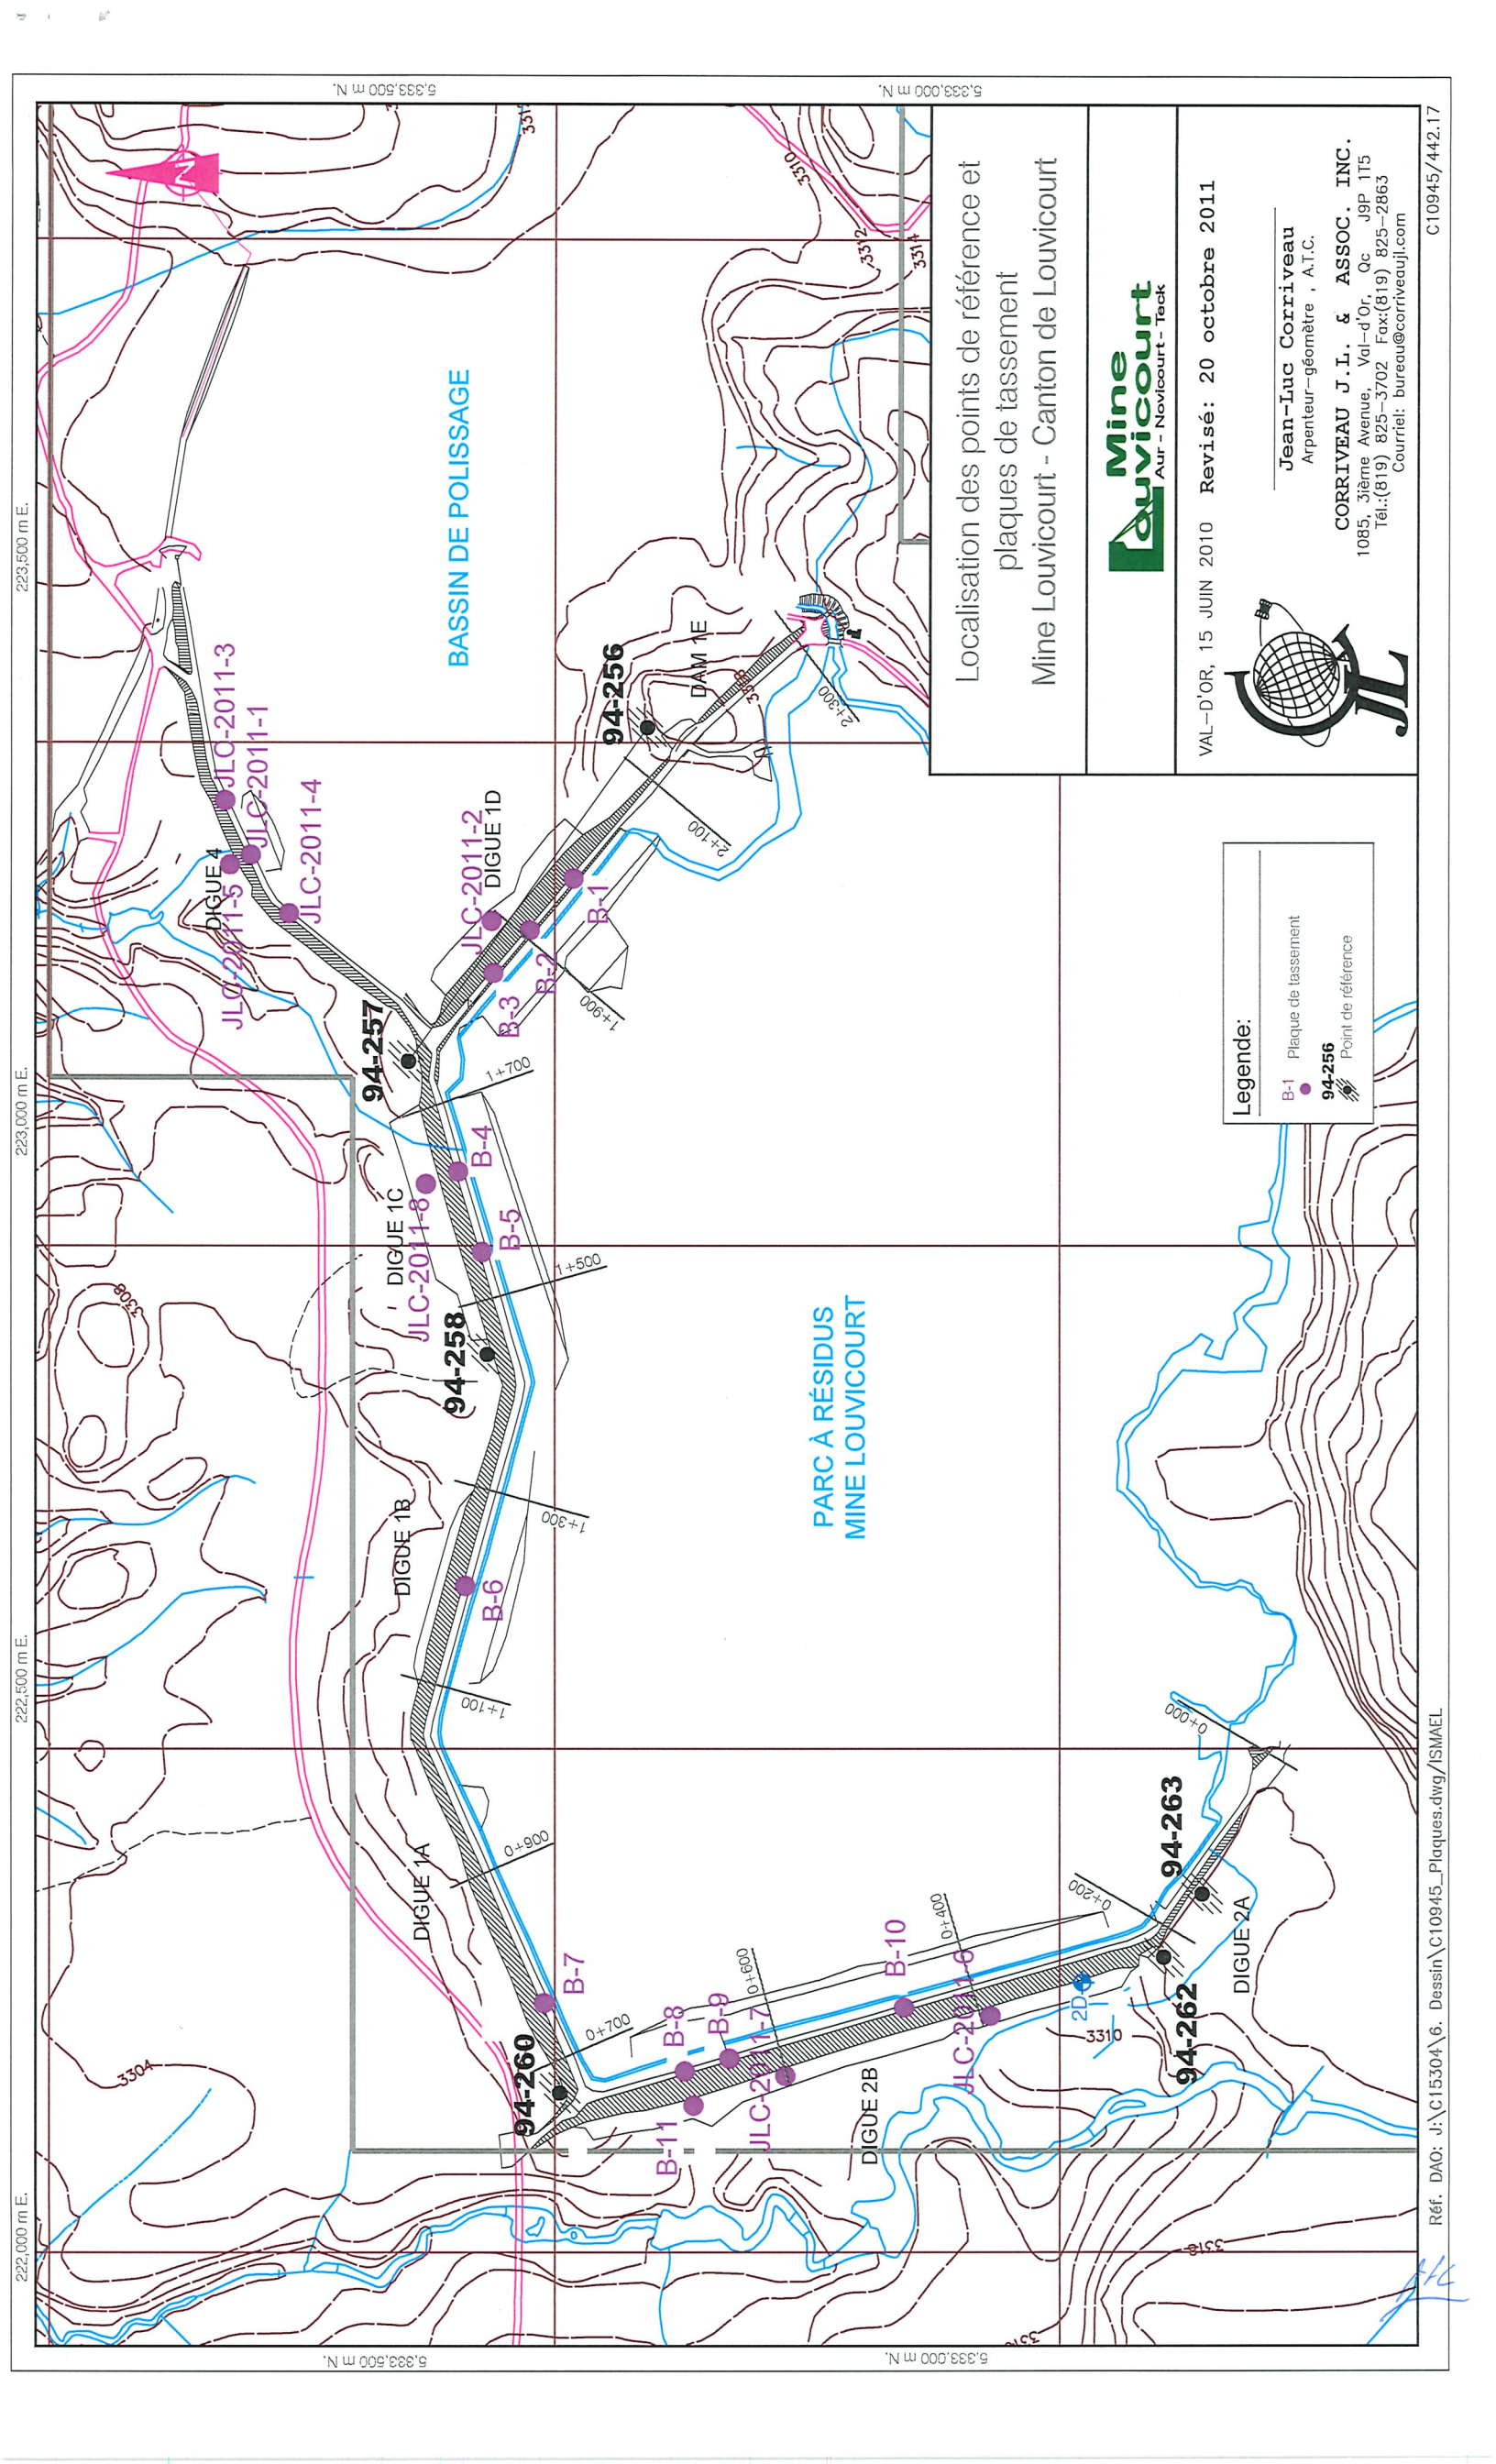 222,000 m E.
222,500 m E.
223,000 m E.
223,500 m E.
5,333,500 m N.
5,333,000 m N.
5,333,500 m N.
5,333,000 m N.
N
BASSIN DE POLISSAGE
PARC À RÉSIDUS
MINE LOUVICOURT
DIGUE 1A
DIGUE 1B
DIGUE 1C
DIGUE 1D
DAM 1E
DIGUE 2A
DIGUE 2B
DIGUE 4
94-256
94-257
94-258
94-260
94-262
94-263
JLC-2011-3
JLC-2011-1
JLC-2011-5
JLC-2011-4
JLC-2011-2
JLC-2011-8
JLC-2011-7
JLC-2011-6
B-1
B-2
B-3
B-4
B-5
B-6
B-7
B-8
B-9
B-10
B-11
2D
0+000
0+200
0+400
0+600
0+700
0+900
1+100
1+300
1+500
1+700
1+900
2+100
2+300
3304
3308
3310
3310
3312
3314
3318
Legende:
B-1 Plaque de tassement
94-256
Point de référence
Localisation des points de référence et
plaques de tassement
Mine Louvicourt - Canton de Louvicourt
Mine
Louvicourt
Aur - Novicourt - Teck
VAL-D'OR, 15 JUIN 2010 Revisé: 20 octobre 2011
Jean-Luc Corriveau
Arpenteur-géomètre , A.T.C.
CORRIVEAU J.L. & ASSOC. INC.
1085, 3ième Avenue, Val-d'Or, Qc J9P 1T5
Tél.:(819) 825-3702 Fax:(819) 825-2863
Courriel: bureau@corriveaujl.com
JL
Réf. DAO: J:\C15304\6. Dessin\C10945_Plaques.dwg/ISMAEL
C10945/442.17